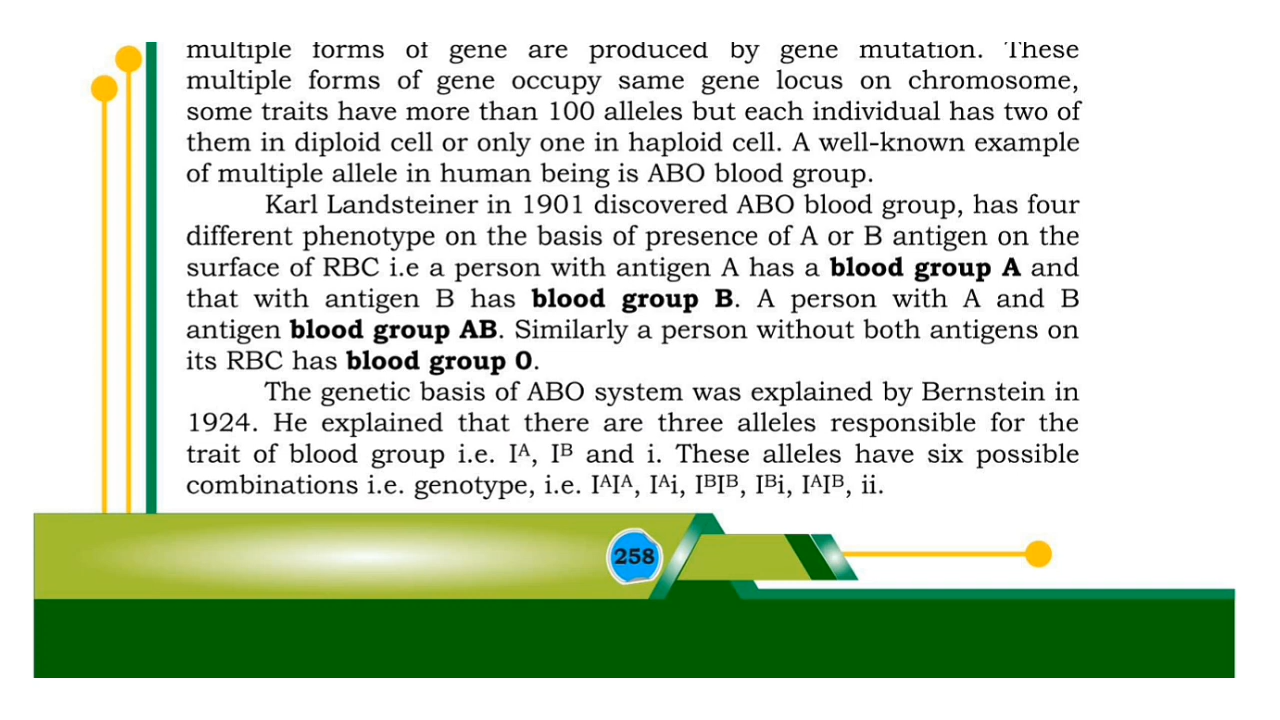 multiple forms of gene are produced by gene mutation. These
multiple forms of gene occupy same gene locus on chromosome,
some traits have more than 100 alleles but each individual has two of
them in diploid cell or only one in haploid cell. A well-known example
of multiple allele in human being is ABO blood group.
Karl Landsteiner in 1901 discovered ABO blood group, has four
different phenotype on the basis of presence of A or B antigen on the
surface of RBC i.e a person with antigen A has a blood group A and
that with antigen B has blood group B. A person with A and B
antigen blood group AB. Similarly a person without both antigens on
its RBC has blood group O.
The genetic basis of ABO system was explained by Bernstein in
1924. He explained that there are three alleles responsible for the
trait of blood group i.e. Iᴬ, Iᴮ and i. These alleles have six possible
combinations i.e. genotype, i.e. IᴬIᴬ, Iᴬi, IᴮIᴮ, Iᴮi, IᴬIᴮ, ii.
258